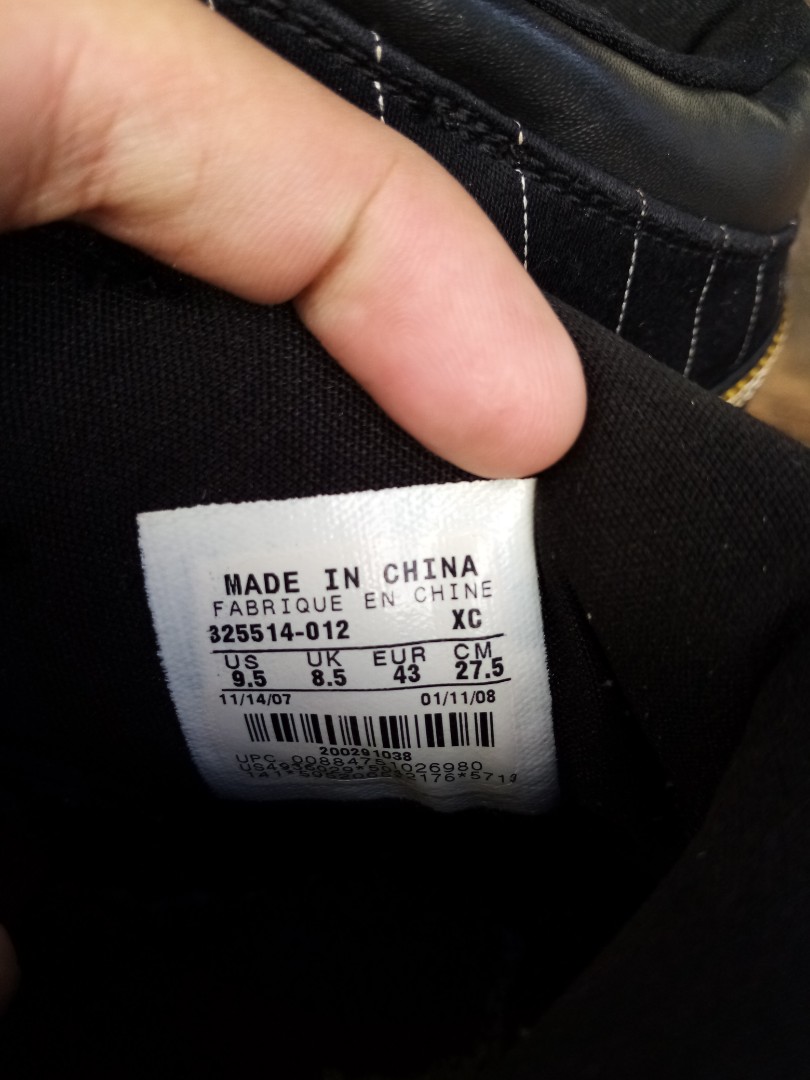 MADE IN CHINA
FABRIQUE EN CHINE
325514-012 XC
US UK EUR CM
9.5 8.5 43 27.5
11/14/07 01/11/08
200291038
UPC